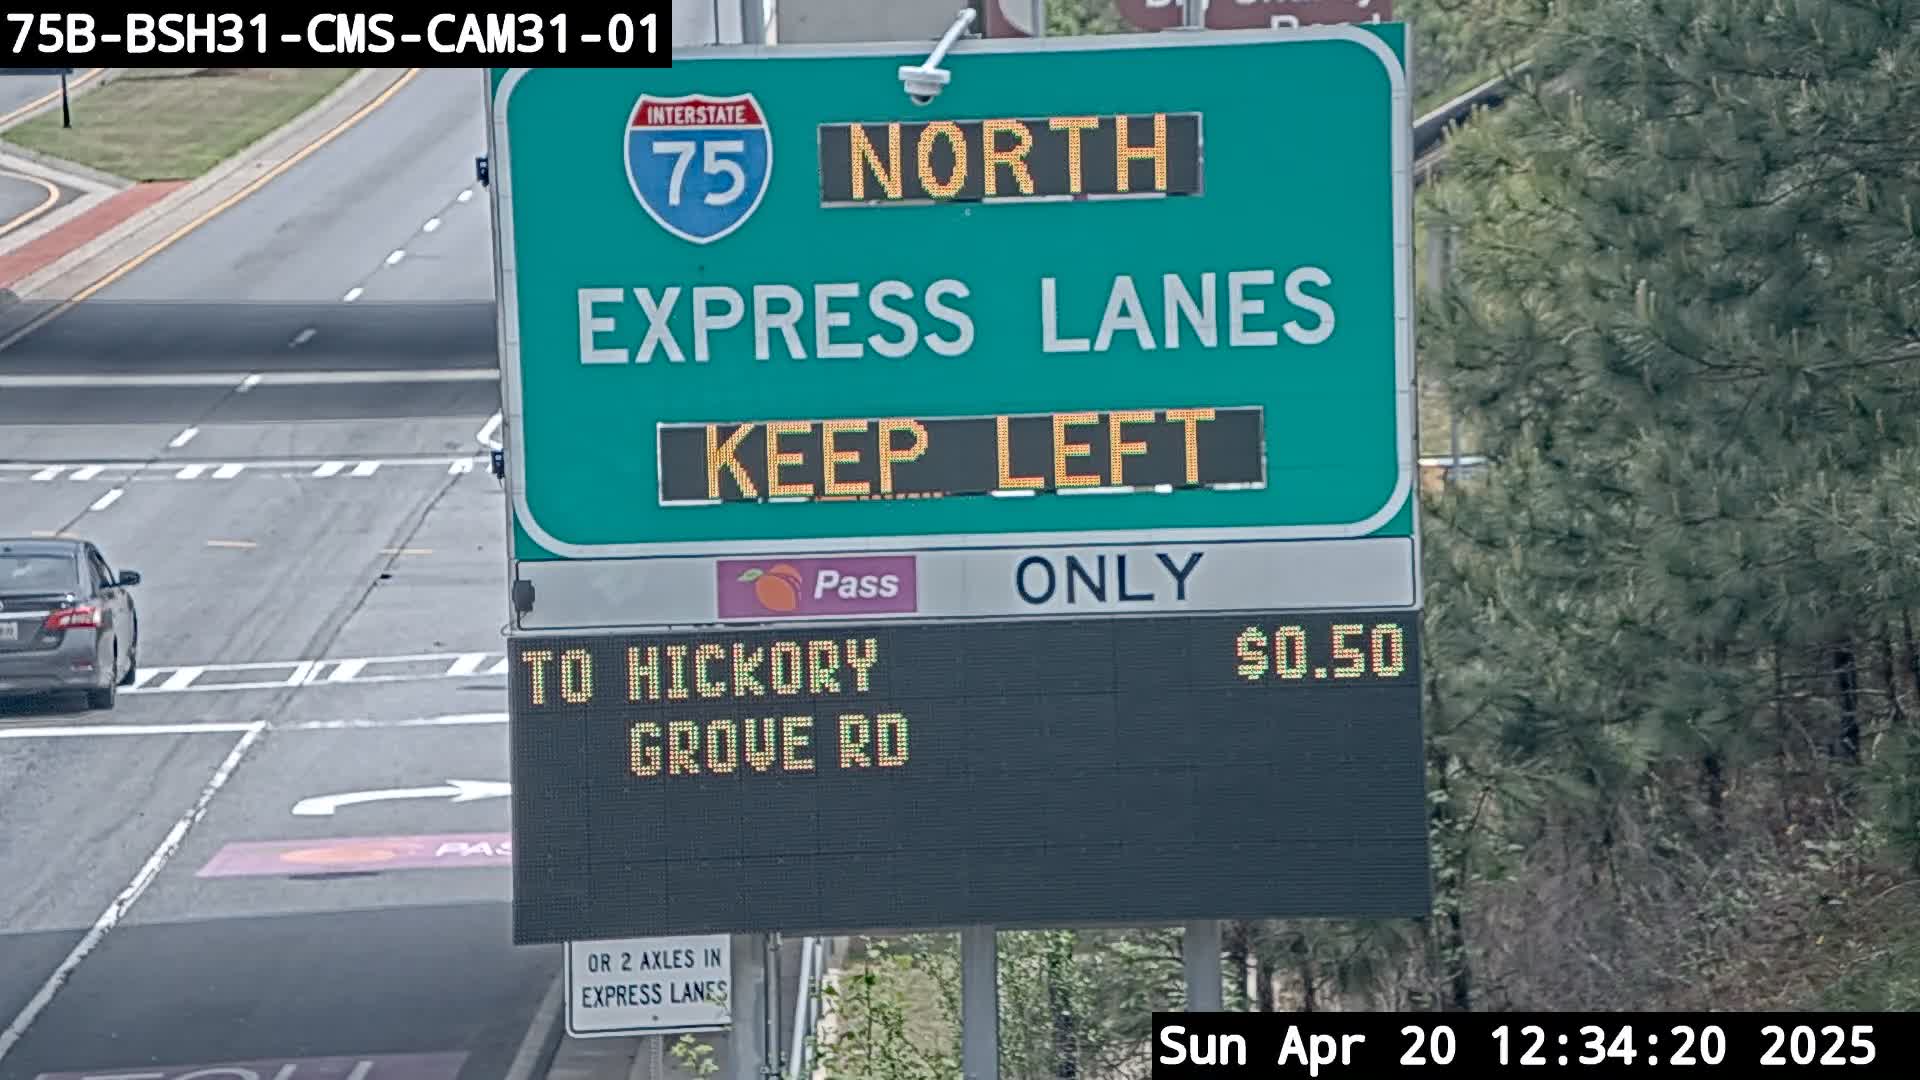 75B-BSH31-CMS-CAM31-01
INTERSTATE
75
NORTH
EXPRESS LANES
KEEP LEFT
Pass ONLY
TO HICKORY $0.50
GROVE RD
OR 2 AXLES IN
EXPRESS LANES
Sun Apr 20 12:34:20 2025